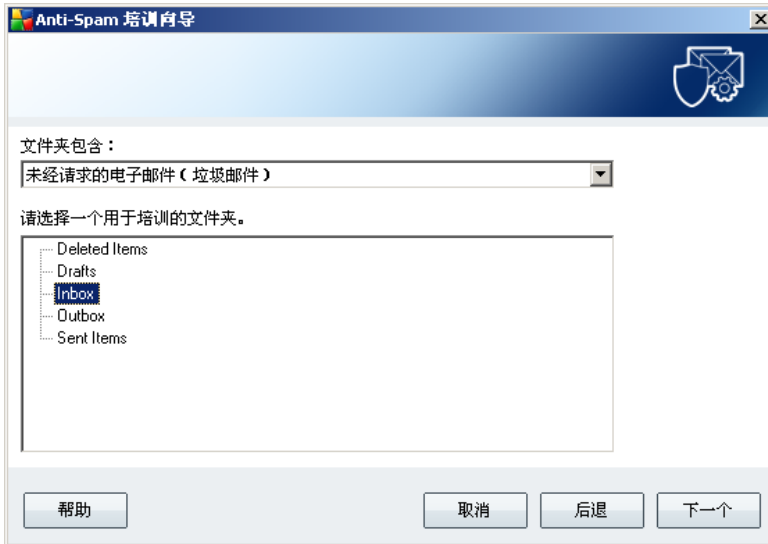 Anti-Spam 培训向导
文件夹包含：
未经请求的电子邮件（垃圾邮件）
请选择一个用于培训的文件夹。
Deleted Items
Drafts
Inbox
Outbox
Sent Items
帮助 取消 后退 下一个